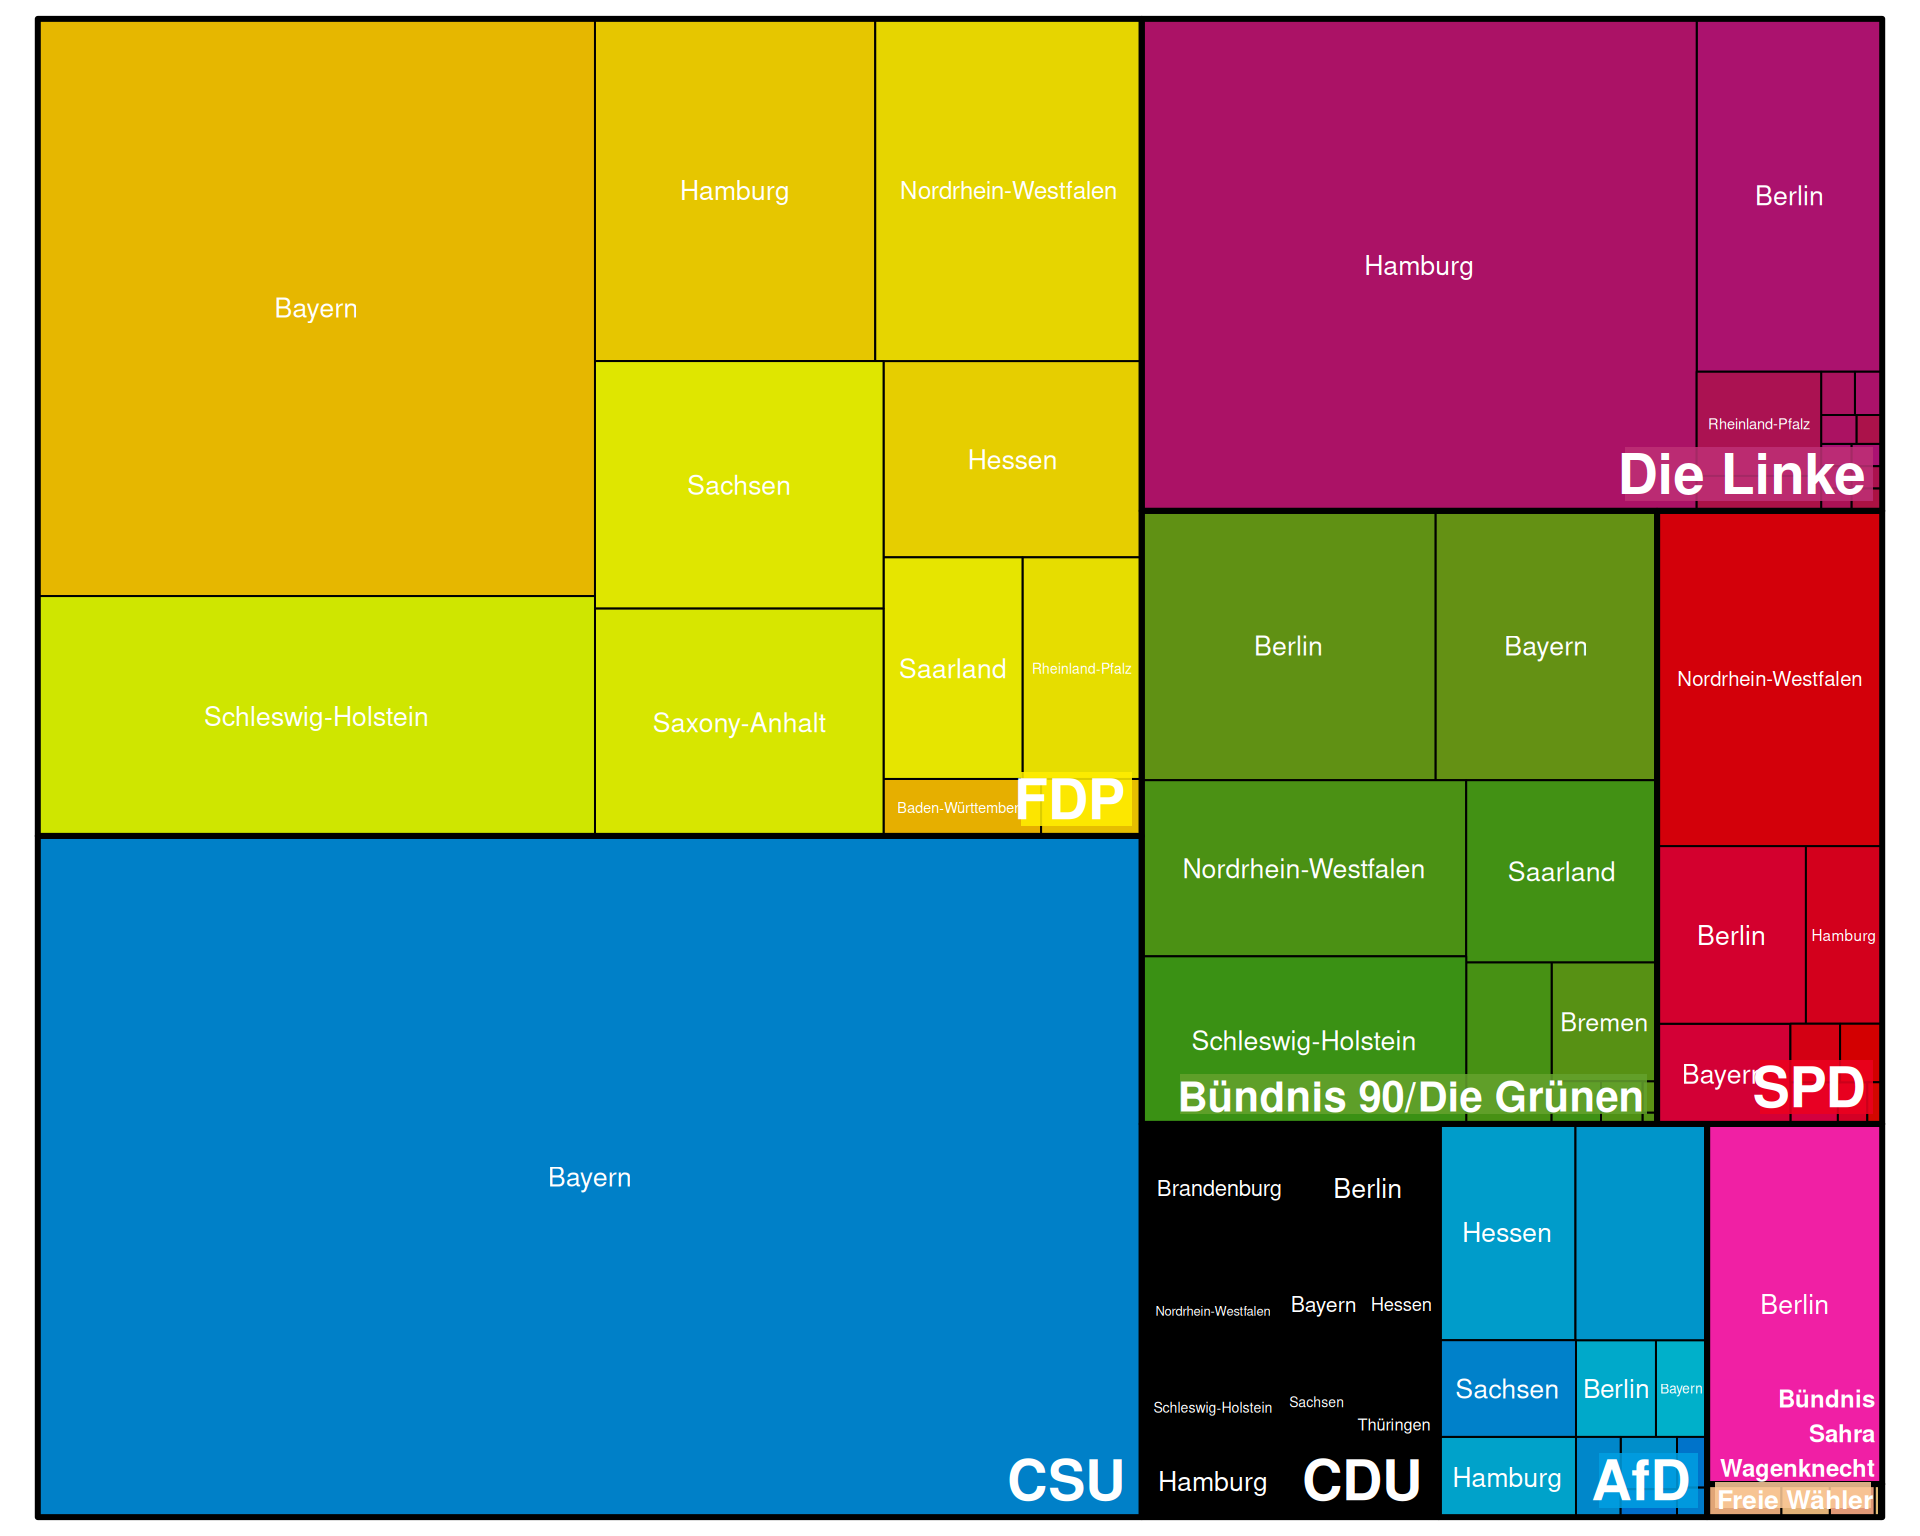 Bayern
Hamburg
Nordrhein-Westfalen
Sachsen
Hessen
Schleswig-Holstein
Saxony-Anhalt
Saarland
Rheinland-Pfalz
Baden-Württember
FDP
Hamburg
Berlin
Rheinland-Pfalz
Die Linke
Berlin
Bayern
Nordrhein-Westfalen
Saarland
Schleswig-Holstein
Bremen
Bündnis 90/Die Grünen
Nordrhein-Westfalen
Berlin
Hamburg
Bayern
SPD
Bayern
CSU
Brandenburg
Berlin
Nordrhein-Westfalen
Bayern
Hessen
Schleswig-Holstein
Sachsen
Thüringen
Hamburg
CDU
Hessen
Sachsen
Berlin
Bayern
Hamburg
AfD
Berlin
Bündnis
Sahra
Wagenknecht
Freie Wähler